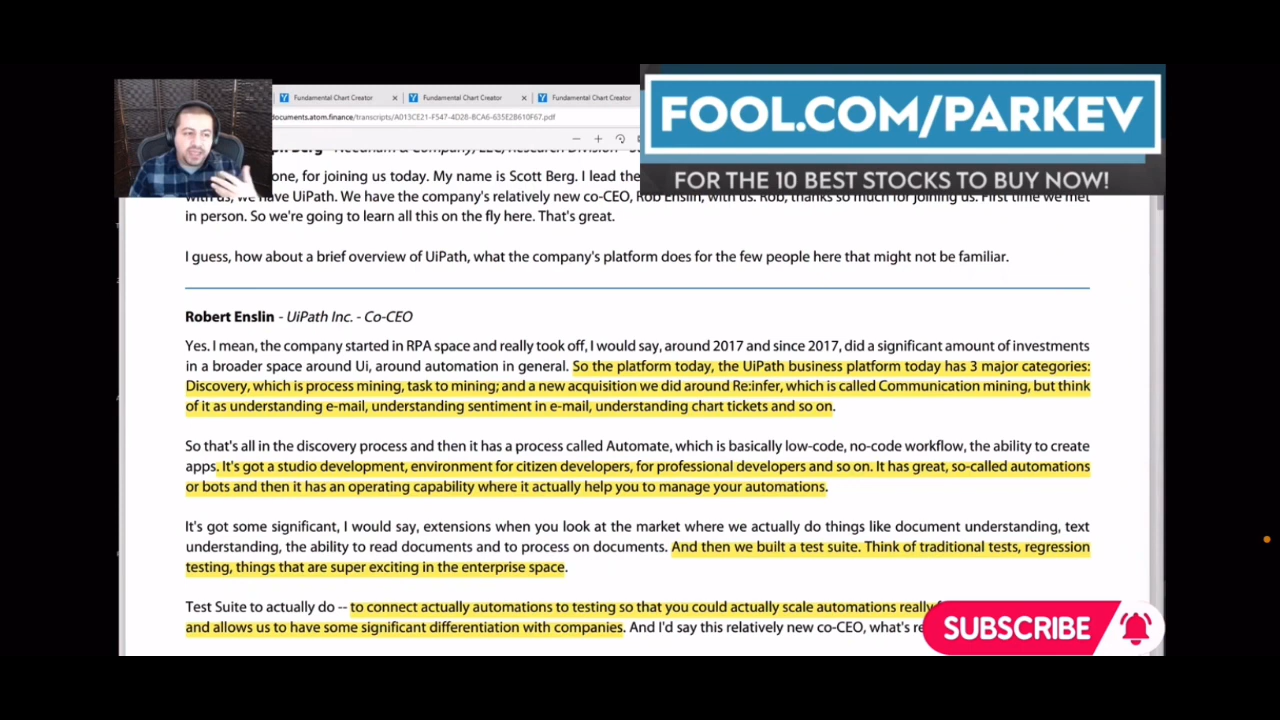 Fundamental Chart Creator × Fundamental Chart Creator × Fundamental Chart Creator
documents.atom.finance/transcripts/A013CE21-F547-4D28-BCA6-635E2B610F67.pdf
FOOL.COM/PARKEV
FOR THE 10 BEST STOCKS TO BUY NOW!
Berg - Needham & Company, LLC, Research Division - S
one, for joining us today. My name is Scott Berg. I lead the
with us, we have UiPath. We have the company's relatively new co-CEO, Rob Enslin, with us. Rob, thanks so much for joining us. First time we met
in person. So we're going to learn all this on the fly here. That's great.
I guess, how about a brief overview of UiPath, what the company's platform does for the few people here that might not be familiar.
Robert Enslin - UiPath Inc. - Co-CEO
Yes. I mean, the company started in RPA space and really took off, I would say, around 2017 and since 2017, did a significant amount of investments
in a broader space around Ui, around automation in general. So the platform today, the UiPath business platform today has 3 major categories:
Discovery, which is process mining, task to mining; and a new acquisition we did around Re:infer, which is called Communication mining, but think
of it as understanding e-mail, understanding sentiment in e-mail, understanding chart tickets and so on.
So that's all in the discovery process and then it has a process called Automate, which is basically low-code, no-code workflow, the ability to create
apps. It's got a studio development, environment for citizen developers, for professional developers and so on. It has great, so-called automations
or bots and then it has an operating capability where it actually help you to manage your automations.
It's got some significant, I would say, extensions when you look at the market where we actually do things like document understanding, text
understanding, the ability to read documents and to process on documents. And then we built a test suite. Think of traditional tests, regression
testing, things that are super exciting in the enterprise space.
Test Suite to actually do -- to connect actually automations to testing so that you could actually scale automations really
and allows us to have some significant differentiation with companies. And I'd say this relatively new co-CEO, what's re
SUBSCRIBE